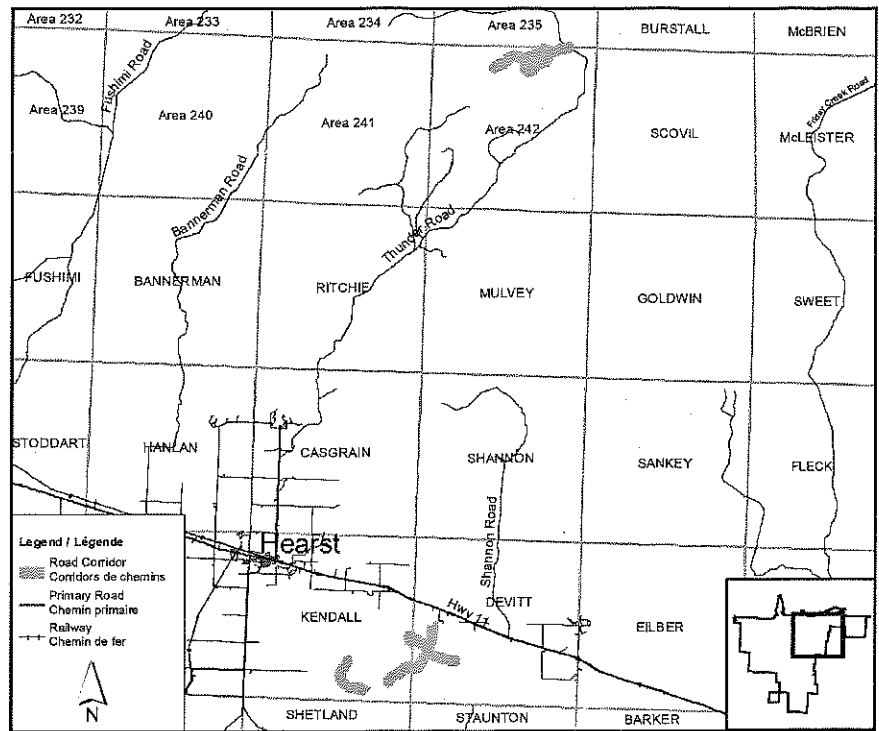 Area 232
Area 233
Area 234
Area 235
BURSTALL
McBRIEN
Fushimi Road
Friday Creek Road
Area 239
Area 240
Area 241
Area 242
SCOVIL
McLEISTER
Bannerman Road
Thunder Road
FUSHIMI
BANNERMAN
RITCHIE
MULVEY
GOLDWIN
SWEET
STODDART
HANLAN
CASGRAIN
SHANNON
SANKEY
FLECK
Shannon Road
Hearst
Legend / Légende
Road Corridor
Corridors de chemins
Primary Road
Chemin primaire
Railway
Chemin de fer
N
KENDALL
Hwy 11
DEVITT
EILBER
SHETLAND
STAUNTON
BARKER